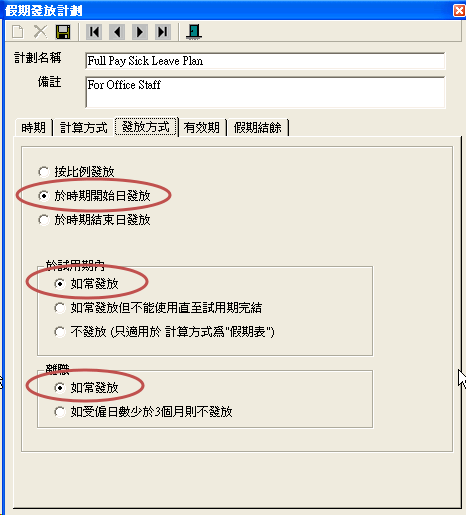 假期發放計劃
計劃名稱 Full Pay Sick Leave Plan
備註 For Office Staff
時期 計算方式 發放方式 有效期 假期結餘
按比例發放
於時期開始日發放
於時期結束日發放
於試用期內
如常發放
如常發放但不能使用直至試用期完結
不發放 (只適用於 計算方式為"假期表")
離職
如常發放
如受僱日數少於3個月則不發放